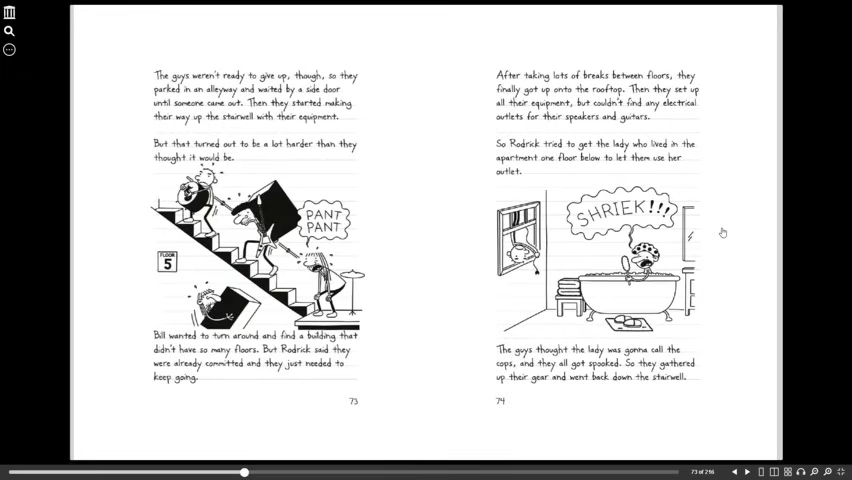 The guys weren't ready to give up, though, so they
parked in an alleyway and waited by a side door
until someone came out. Then they started making
their way up the stairwell with their equipment.
But that turned out to be a lot harder than they
thought it would be.
PANT
PANT
FLOOR
5
Bill wanted to turn around and find a building that
didn't have so many floors. But Rodrick said they
were already committed and they just needed to
keep going.
73
After taking lots of breaks between floors, they
finally got up onto the rooftop. Then they set up
all their equipment, but couldn't find any electrical
outlets for their speakers and guitars.
So Rodrick tried to get the lady who lived in the
apartment one floor below to let them use her
outlet.
SHRIEK!!!
The guys thought the lady was gonna call the
cops, and they all got spooked. So they gathered
up their gear and went back down the stairwell.
74
73 of 216